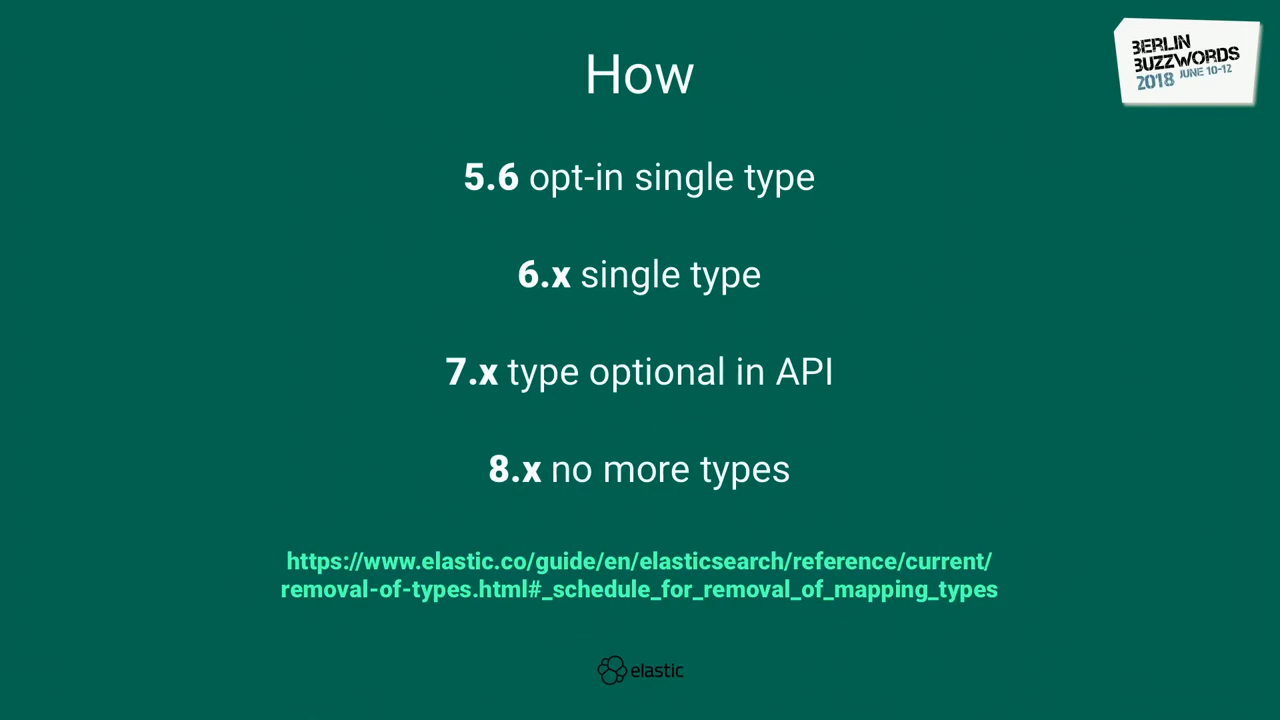 BERLIN
BUZZWORDS
2018 JUNE 10-12
How
5.6 opt-in single type
6.x single type
7.x type optional in API
8.x no more types
https://www.elastic.co/guide/en/elasticsearch/reference/current/
removal-of-types.html#_schedule_for_removal_of_mapping_types
elastic